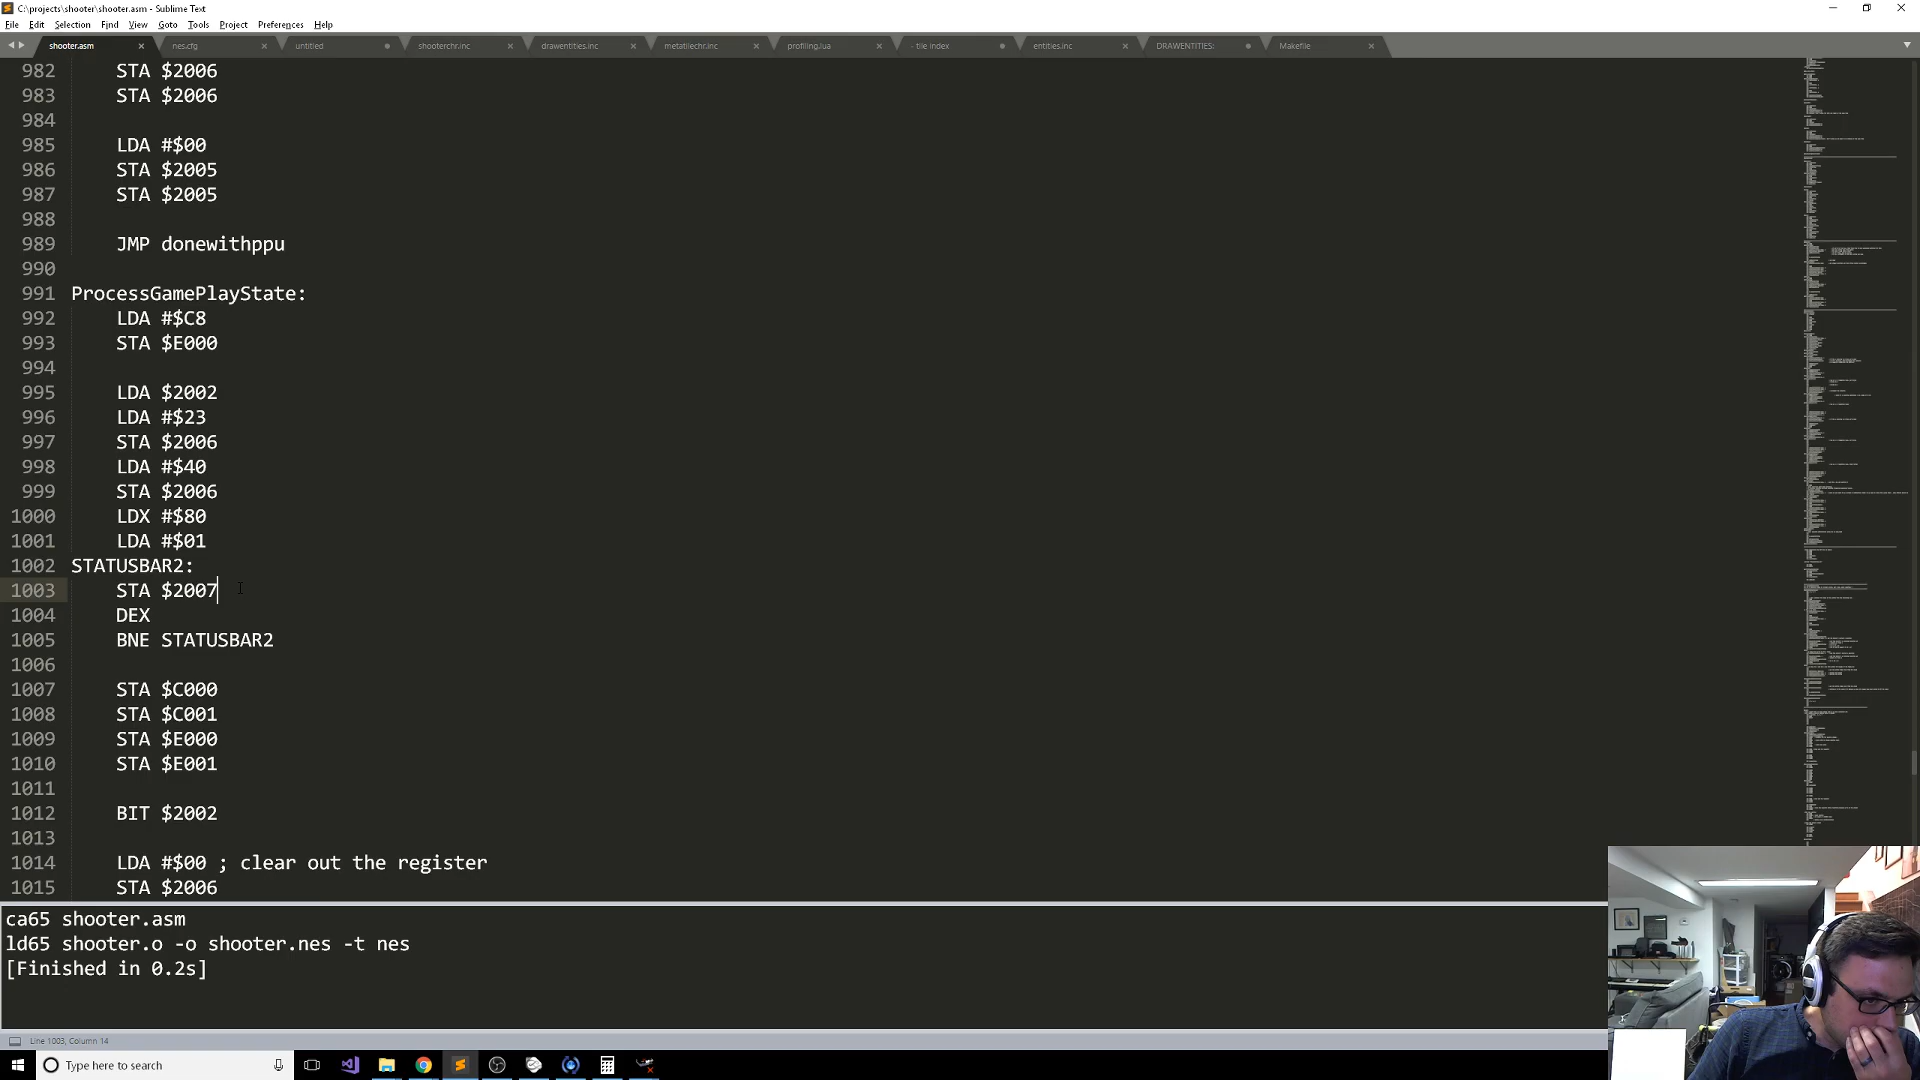 C:\projects\shooter\shooter.asm - Sublime Text
File Edit Selection Find View Goto Tools Project Preferences Help
shooter.asm nes.cfg untitled shooterchr.inc drawentities.inc metatilechr.inc profiling.lua - tile index entities.inc DRAWENTITIES: Makefile
982 STA $2006
983 STA $2006
984
985 LDA #$00
986 STA $2005
987 STA $2005
988
989 JMP donewithppu
990
991 ProcessGamePlayState:
992 LDA #$C8
993 STA $E000
994
995 LDA $2002
996 LDA #$23
997 STA $2006
998 LDA #$40
999 STA $2006
1000 LDX #$80
1001 LDA #$01
1002 STATUSBAR2:
1003 STA $2007
1004 DEX
1005 BNE STATUSBAR2
1006
1007 STA $C000
1008 STA $C001
1009 STA $E000
1010 STA $E001
1011
1012 BIT $2002
1013
1014 LDA #$00 ; clear out the register
1015 STA $2006
ca65 shooter.asm
ld65 shooter.o -o shooter.nes -t nes
[Finished in 0.2s]
Line 1003, Column 14
Type here to search